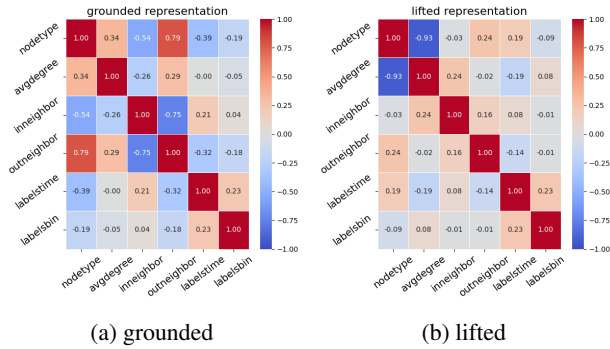 grounded representation
nodetype 1.00 0.34 -0.54 0.79 -0.39 -0.19
avgdegree 0.34 1.00 -0.26 0.29 -0.00 -0.05
inneighbor -0.54 -0.26 1.00 -0.75 0.21 0.04
outneighbor 0.79 0.29 -0.75 1.00 -0.32 -0.18
labelstime -0.39 -0.00 0.21 -0.32 1.00 0.23
labelsbin -0.19 -0.05 0.04 -0.18 0.23 1.00
nodetype avgdegree inneighbor outneighbor labelstime labelsbin
1.00
0.75
0.50
0.25
0.00
−0.25
−0.50
−0.75
−1.00
(a) grounded
lifted representation
nodetype 1.00 -0.93 -0.03 0.24 0.19 -0.09
avgdegree -0.93 1.00 0.24 -0.02 -0.19 0.08
inneighbor -0.03 0.24 1.00 0.16 0.08 -0.01
outneighbor 0.24 -0.02 0.16 1.00 -0.14 -0.01
labelstime 0.19 -0.19 0.08 -0.14 1.00 0.23
labelsbin -0.09 0.08 -0.01 -0.01 0.23 1.00
nodetype avgdegree inneighbor outneighbor labelstime labelsbin
1.00
0.75
0.50
0.25
0.00
−0.25
−0.50
−0.75
−1.00
(b) lifted